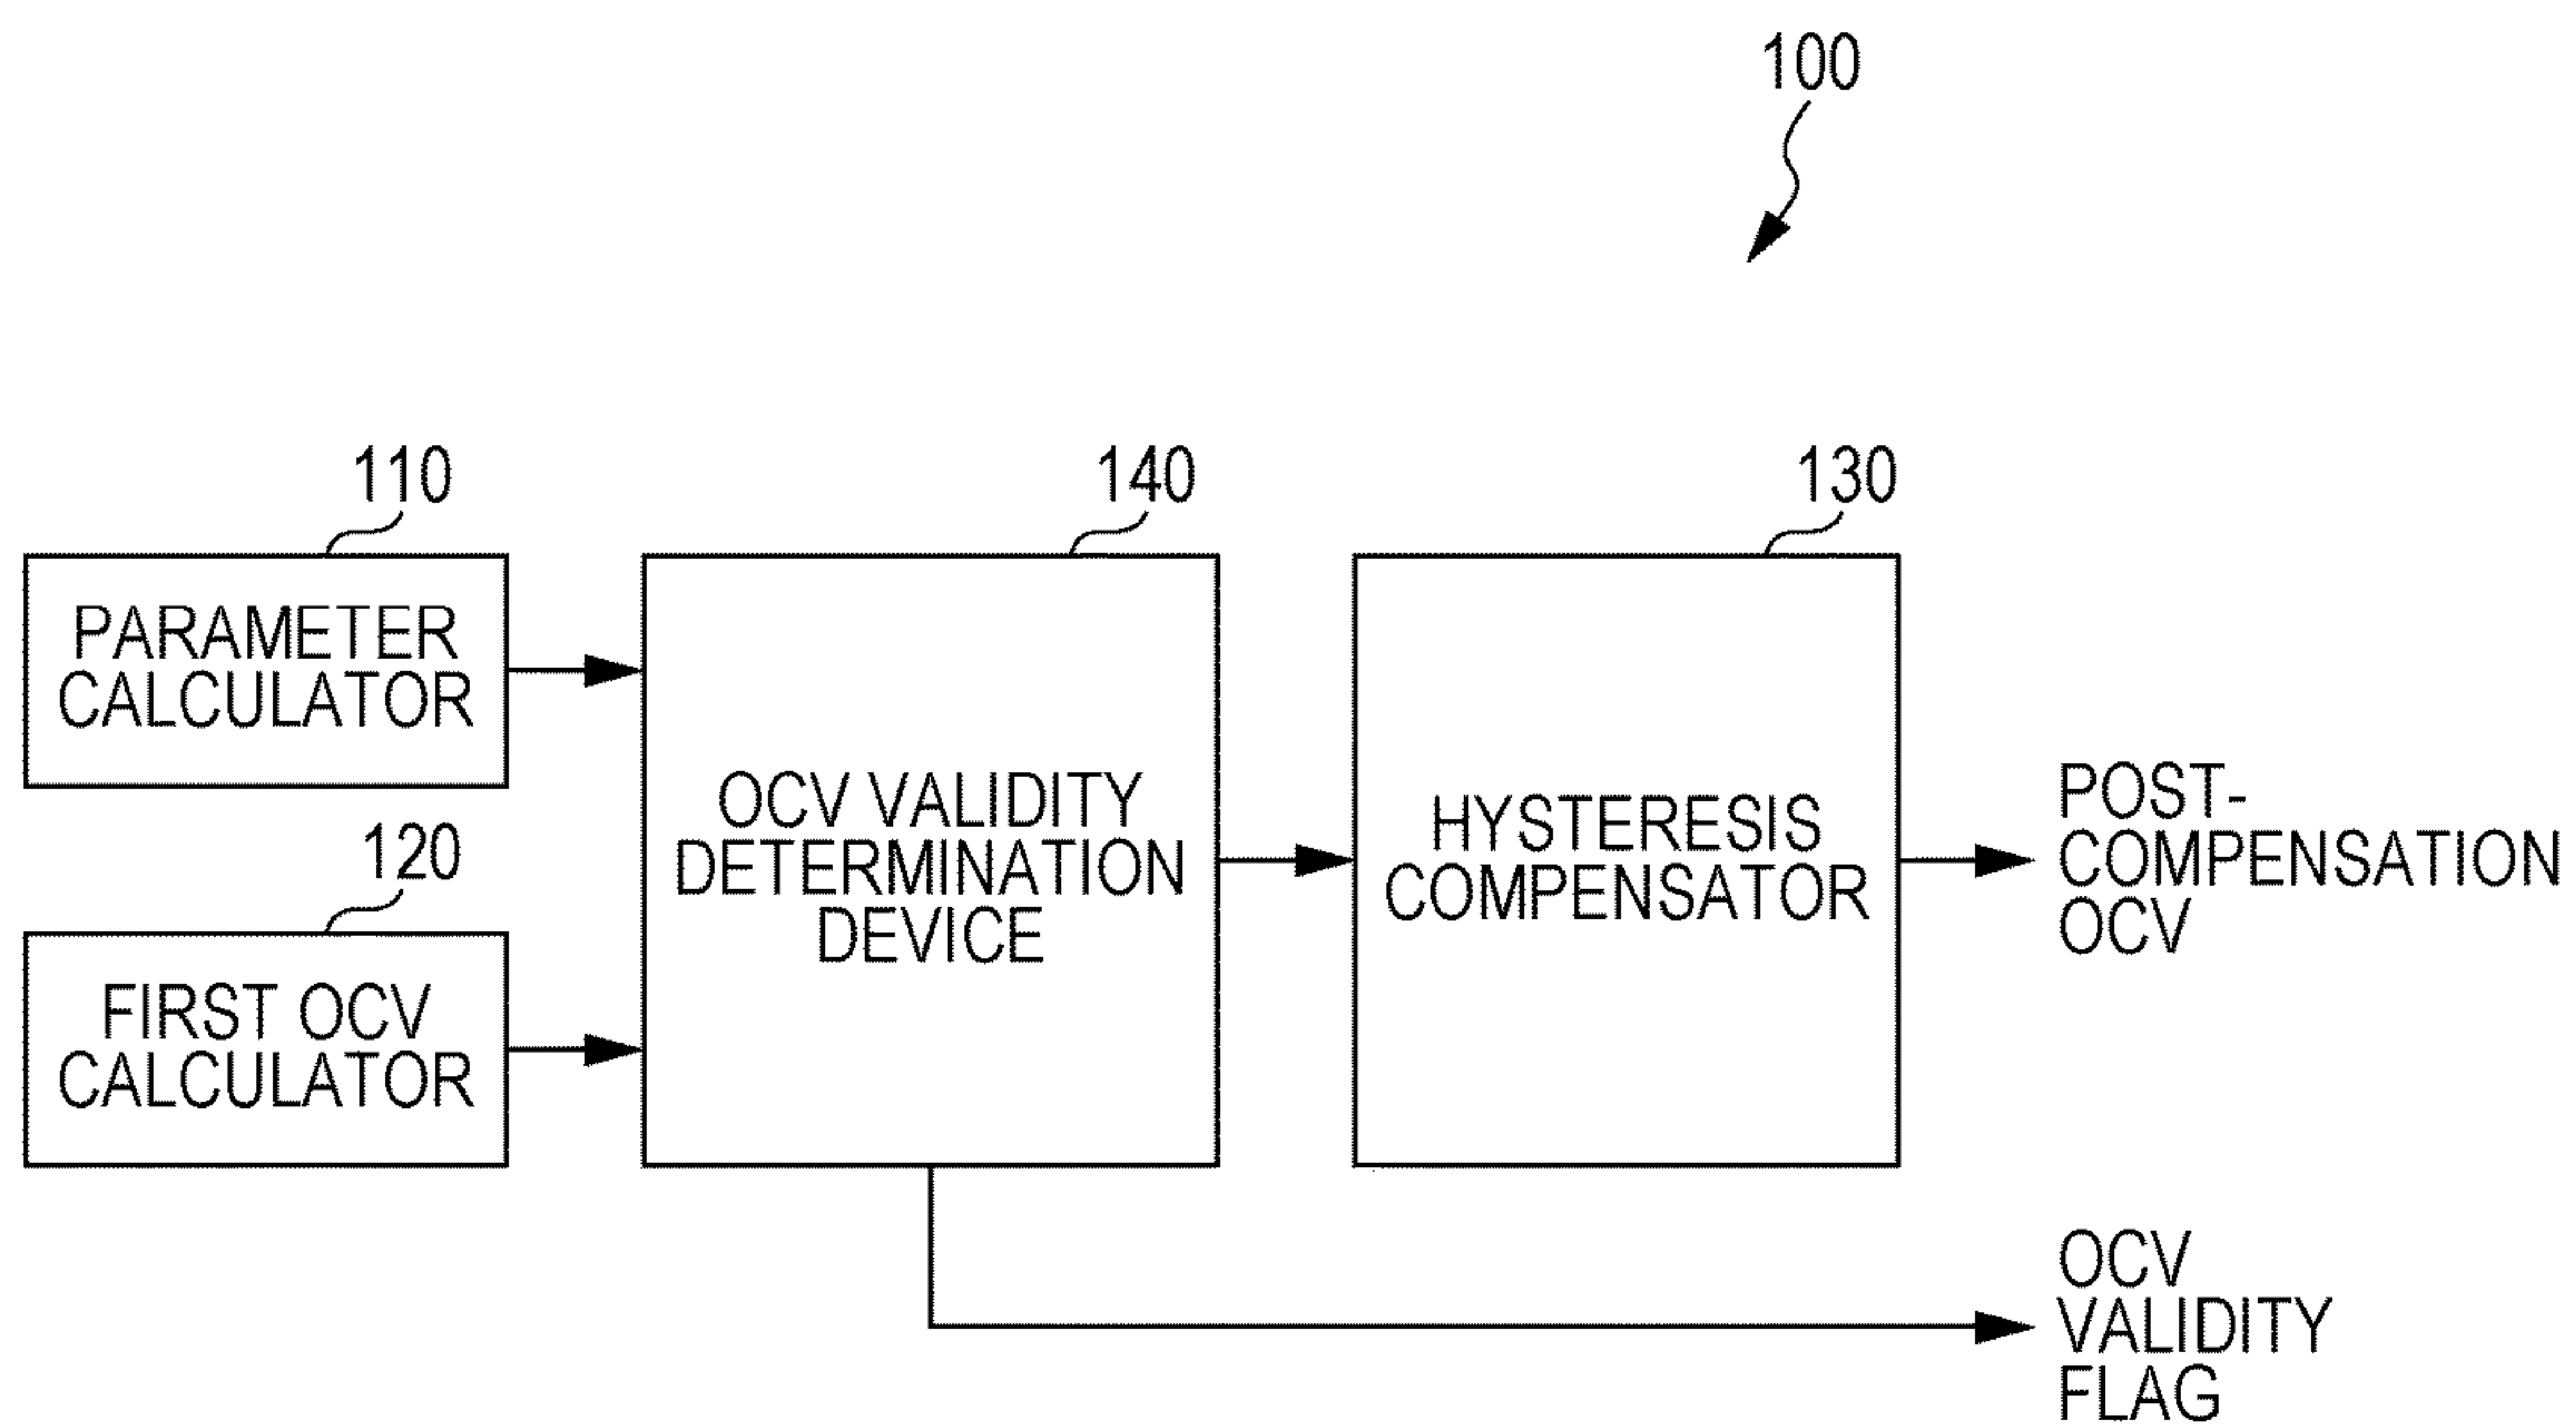 100
110
140
130
PARAMETER
CALCULATOR
120
FIRST OCV
CALCULATOR
OCV VALIDITY
DETERMINATION
DEVICE
HYSTERESIS
COMPENSATOR
POST-
COMPENSATION
OCV
OCV
VALIDITY
FLAG